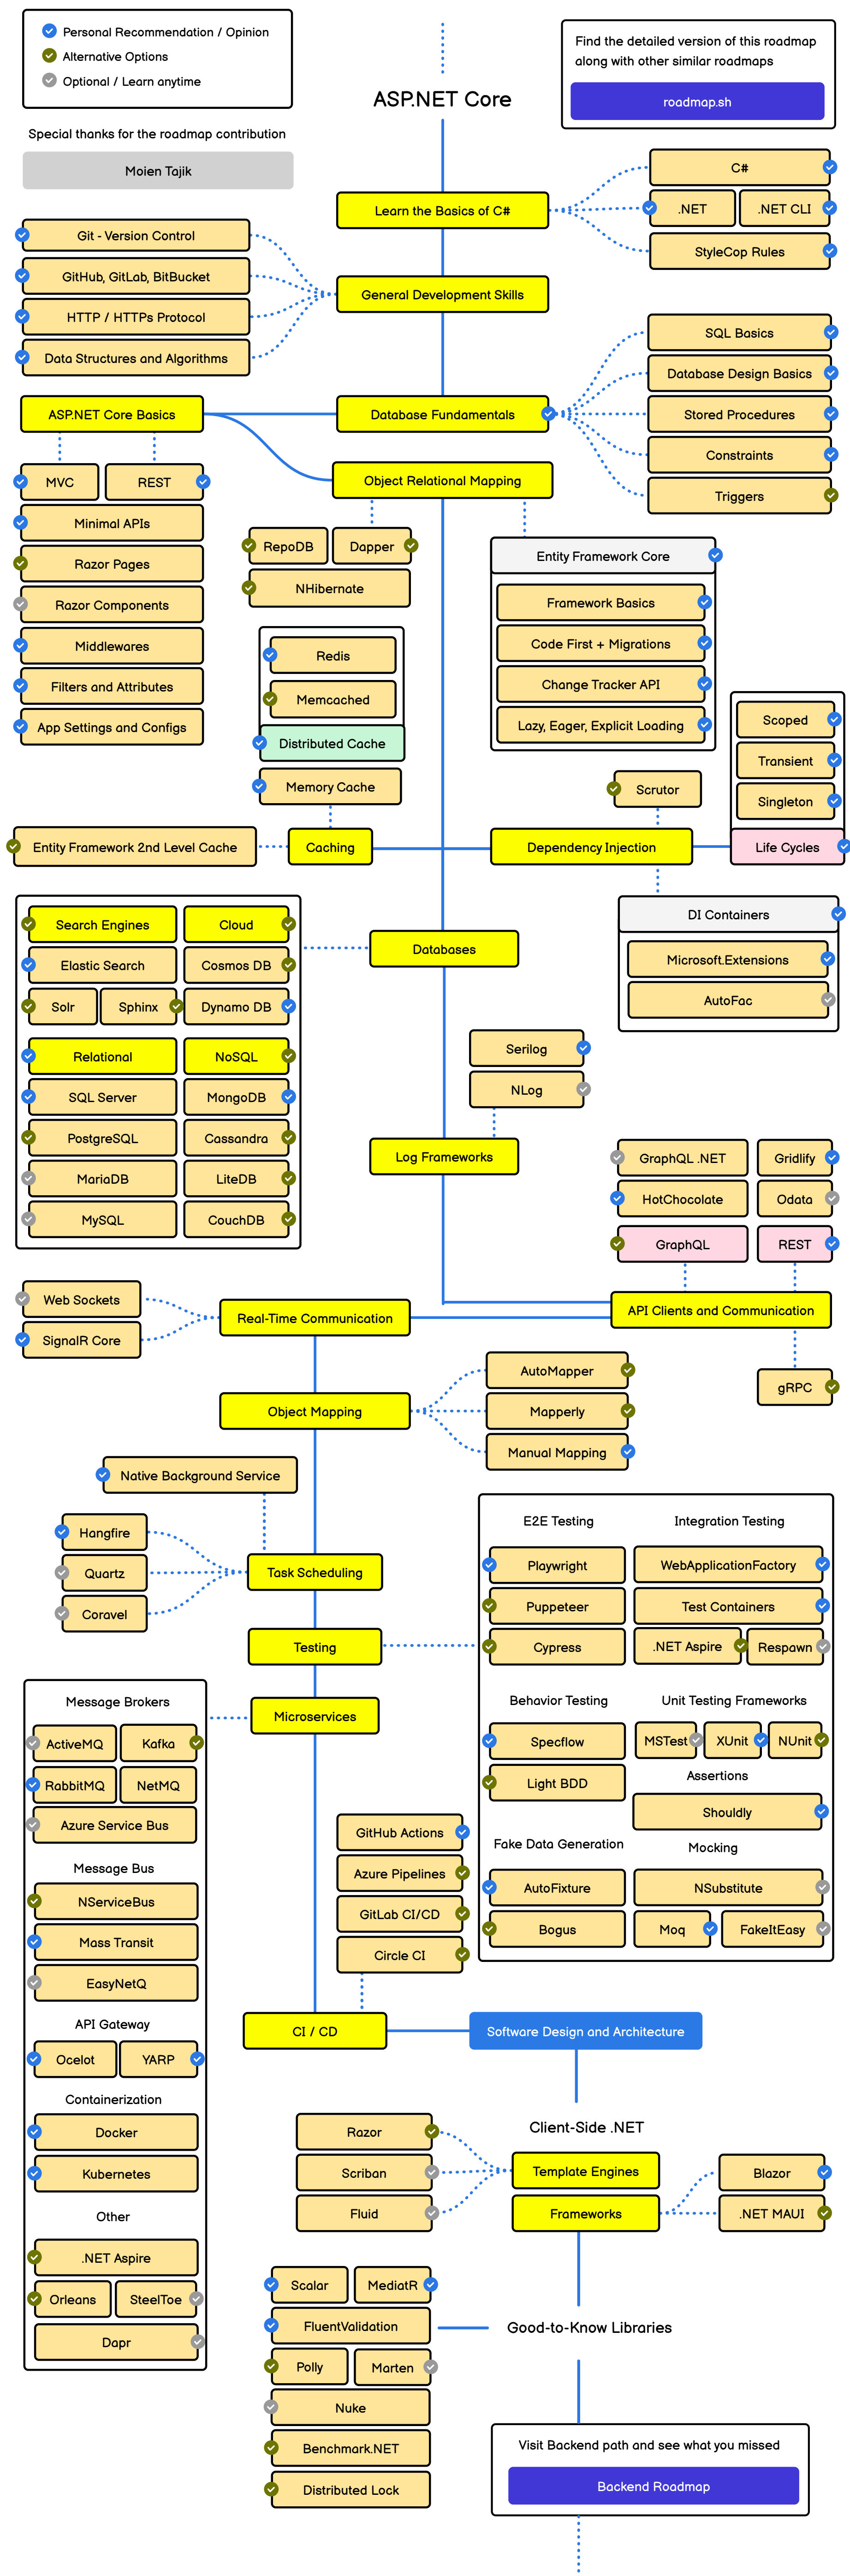 Personal Recommendation / Opinion
Alternative Options
Optional / Learn anytime
Find the detailed version of this roadmap
along with other similar roadmaps
roadmap.sh
ASP.NET Core
Special thanks for the roadmap contribution
Moien Tajik
Learn the Basics of C#
C#
.NET
.NET CLI
StyleCop Rules
Git - Version Control
GitHub, GitLab, BitBucket
HTTP / HTTPs Protocol
Data Structures and Algorithms
General Development Skills
SQL Basics
Database Design Basics
Stored Procedures
Constraints
Triggers
ASP.NET Core Basics
Database Fundamentals
Object Relational Mapping
MVC
REST
Minimal APIs
Razor Pages
Razor Components
Middlewares
Filters and Attributes
App Settings and Configs
RepoDB
Dapper
NHibernate
Entity Framework Core
Framework Basics
Code First + Migrations
Change Tracker API
Lazy, Eager, Explicit Loading
Redis
Memcached
Distributed Cache
Memory Cache
Scoped
Transient
Singleton
Life Cycles
Scrutor
Entity Framework 2nd Level Cache
Caching
Dependency Injection
DI Containers
Microsoft.Extensions
AutoFac
Search Engines
Cloud
Elastic Search
Cosmos DB
Solr
Sphinx
Dynamo DB
Relational
NoSQL
SQL Server
MongoDB
PostgreSQL
Cassandra
MariaDB
LiteDB
MySQL
CouchDB
Databases
Serilog
NLog
Log Frameworks
GraphQL .NET
Gridlify
HotChocolate
Odata
GraphQL
REST
API Clients and Communication
gRPC
Web Sockets
SignalR Core
Real-Time Communication
Object Mapping
AutoMapper
Mapperly
Manual Mapping
Native Background Service
Hangfire
Quartz
Coravel
Task Scheduling
Testing
Microservices
E2E Testing
Integration Testing
Playwright
WebApplicationFactory
Puppeteer
Test Containers
Cypress
.NET Aspire
Respawn
Behavior Testing
Unit Testing Frameworks
Specflow
MSTest
XUnit
NUnit
Light BDD
Assertions
Shouldly
Fake Data Generation
Mocking
AutoFixture
NSubstitute
Bogus
Moq
FakeItEasy
Message Brokers
ActiveMQ
Kafka
RabbitMQ
NetMQ
Azure Service Bus
Message Bus
NServiceBus
Mass Transit
EasyNetQ
API Gateway
Ocelot
YARP
Containerization
Docker
Kubernetes
Other
.NET Aspire
Orleans
SteelToe
Dapr
GitHub Actions
Azure Pipelines
GitLab CI/CD
Circle CI
CI / CD
Software Design and Architecture
Client-Side .NET
Razor
Scriban
Fluid
Template Engines
Frameworks
Blazor
.NET MAUI
Scalar
MediatR
FluentValidation
Polly
Marten
Nuke
Benchmark.NET
Distributed Lock
Good-to-Know Libraries
Visit Backend path and see what you missed
Backend Roadmap